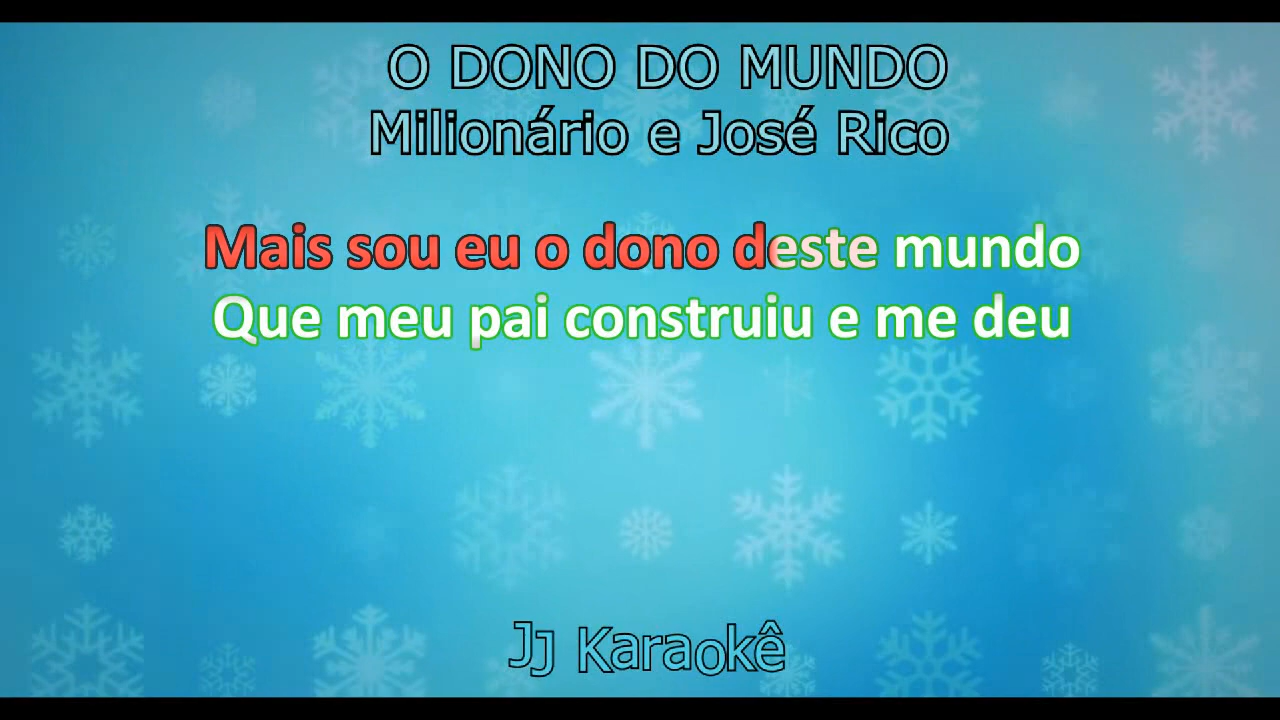 O DONO DO MUNDO
Milionário e José Rico
Mais sou eu o dono deste mundo
Que meu pai construiu e me deu
Jj Karaokê